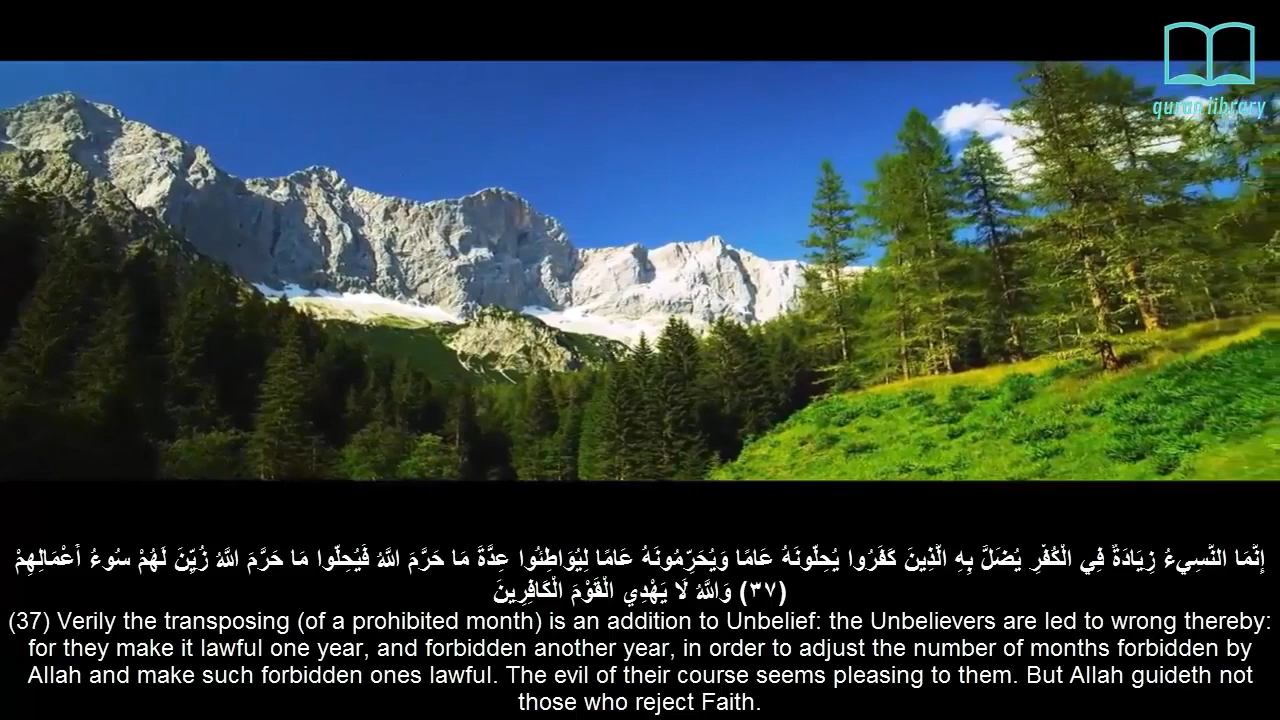 quran library
إِنَّمَا النَّسِيءُ زِيَادَةٌ فِي الْكُفْرِ يُضَلُّ بِهِ الَّذِينَ كَفَرُوا يُحِلُّونَهُ عَامًا وَيُحَرِّمُونَهُ عَامًا لِيُوَاطِئُوا عِدَّةَ مَا حَرَّمَ اللَّهُ فَيُحِلُّوا مَا حَرَّمَ اللَّهُ زُيِّنَ لَهُمْ سُوءُ أَعْمَالِهِمْ
وَاللَّهُ لَا يَهْدِي الْقَوْمَ الْكَافِرِينَ (٣٧)
(37) Verily the transposing (of a prohibited month) is an addition to Unbelief: the Unbelievers are led to wrong thereby:
for they make it lawful one year, and forbidden another year, in order to adjust the number of months forbidden by
Allah and make such forbidden ones lawful. The evil of their course seems pleasing to them. But Allah guideth not
those who reject Faith.